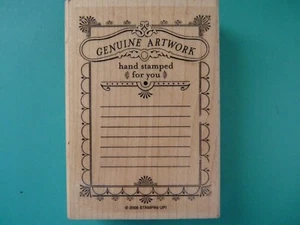 GENUINE ARTWORK
hand stamped
for you
© 2006 STAMPIN' UP!